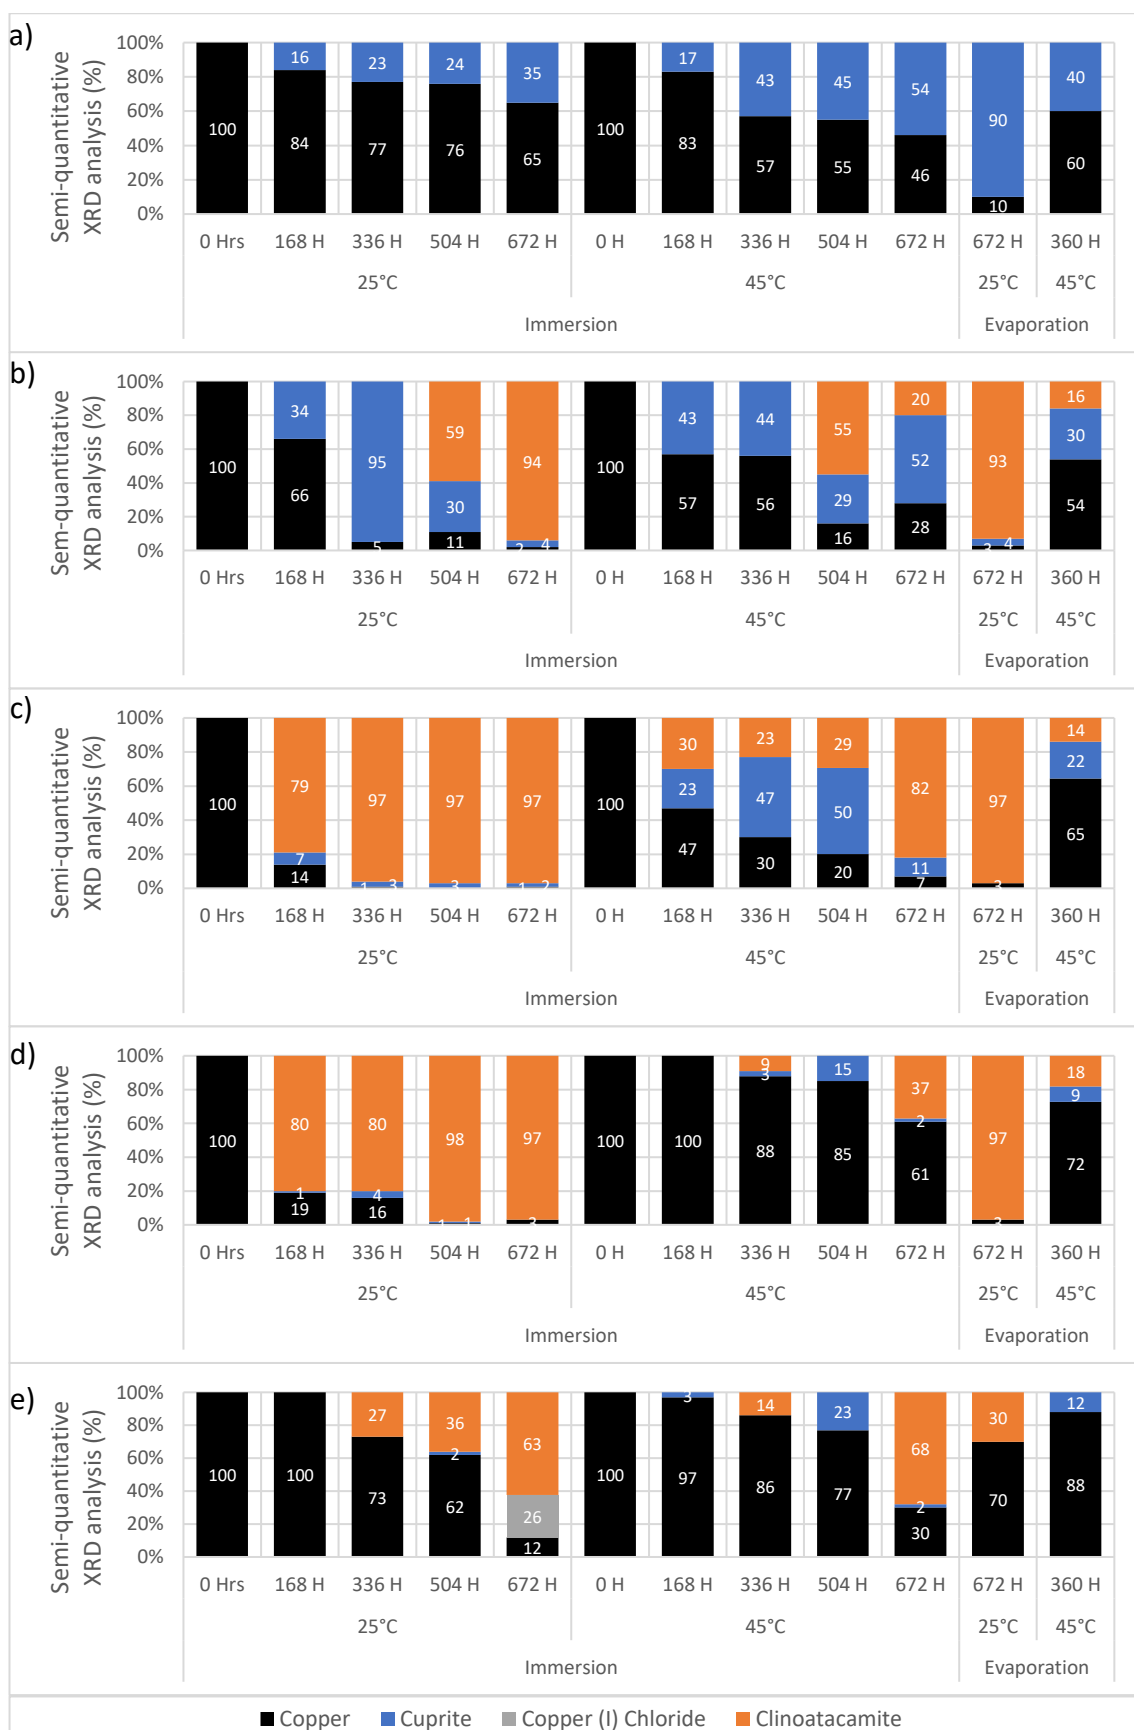 a)
Semi-quantitative
XRD analysis (%)
100%
80%
60%
40%
20%
0%
100
84 16
77 23
76 24
65 35
100
83 17
57 43
55 45
46 54
10 90
60 40
0 Hrs 168 H 336 H 504 H 672 H 0 H 168 H 336 H 504 H 672 H 672 H 360 H
25°C 45°C 25°C 45°C
Immersion Evaporation
b)
Sem-quantitative
XRD analysis (%)
100%
80%
60%
40%
20%
0%
100
66 34
5 95
11 30 59
2 4 94
100
57 43
56 44
16 29 55
28 52 20
3 4 93
54 30 16
0 Hrs 168 H 336 H 504 H 672 H 0 H 168 H 336 H 504 H 672 H 672 H 360 H
25°C 45°C 25°C 45°C
Immersion Evaporation
c)
Semi-quantitative
XRD analysis (%)
100%
80%
60%
40%
20%
0%
100
14 7 79
1 3 97
3 97
1 2 97
100
47 23 30
30 47 23
20 50 29
7 11 82
3 97
65 22 14
0 Hrs 168 H 336 H 504 H 672 H 0 H 168 H 336 H 504 H 672 H 672 H 360 H
25°C 45°C 25°C 45°C
Immersion Evaporation
d)
Semi-quantitative
XRD analysis (%)
100%
80%
60%
40%
20%
0%
100
19 1 80
16 4 80
1 1 98
3 97
100
100
88 3 9
85 15
61 2 37
3 97
72 9 18
0 Hrs 168 H 336 H 504 H 672 H 0 H 168 H 336 H 504 H 672 H 672 H 360 H
25°C 45°C 25°C 45°C
Immersion Evaporation
e)
Semi-quantitative
XRD analysis (%)
100%
80%
60%
40%
20%
0%
100
100
73 27
62 2 36
12 26 63
100
97 3
86 14
77 23
30 2 68
70 30
88 12
0 Hrs 168 H 336 H 504 H 672 H 0 H 168 H 336 H 504 H 672 H 672 H 360 H
25°C 45°C 25°C 45°C
Immersion Evaporation
Copper Cuprite Copper (I) Chloride Clinoatacamite